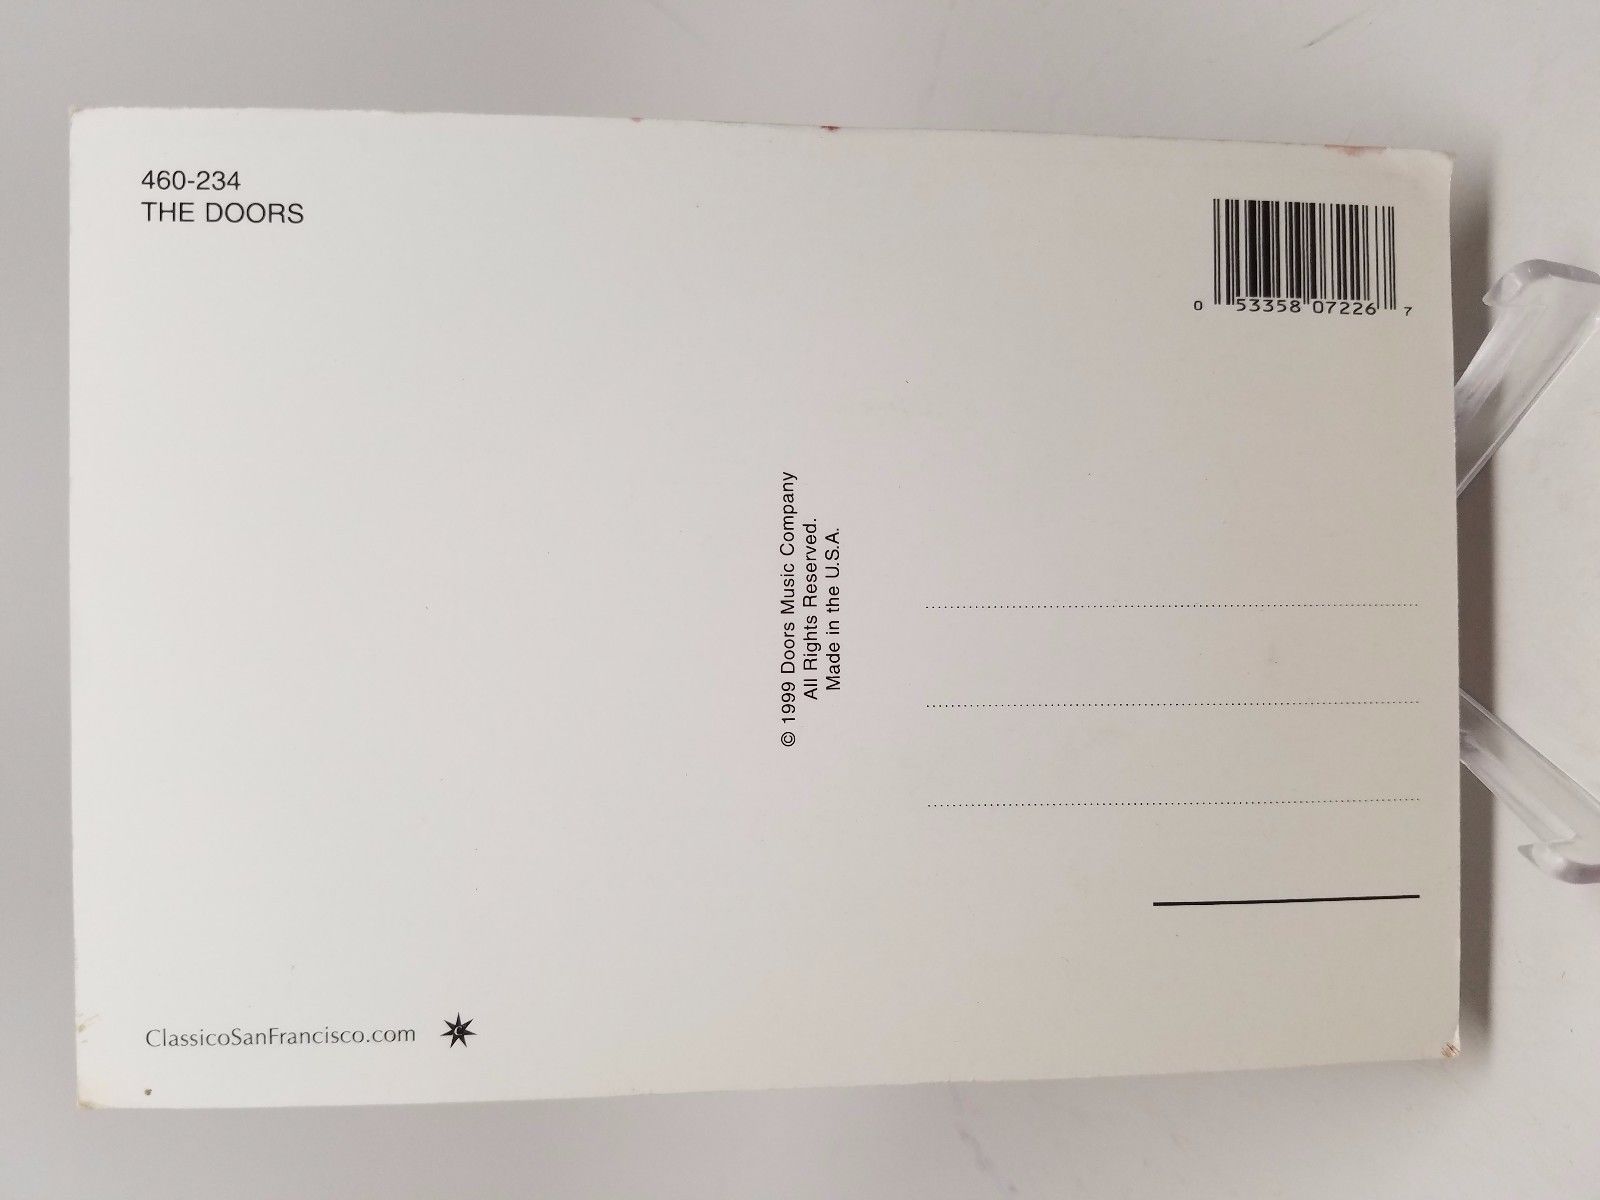 460-234
THE DOORS
0 53358 07226 7
© 1999 Doors Music Company
All Rights Reserved.
Made in the U.S.A.
ClassicoSanFrancisco.com
C